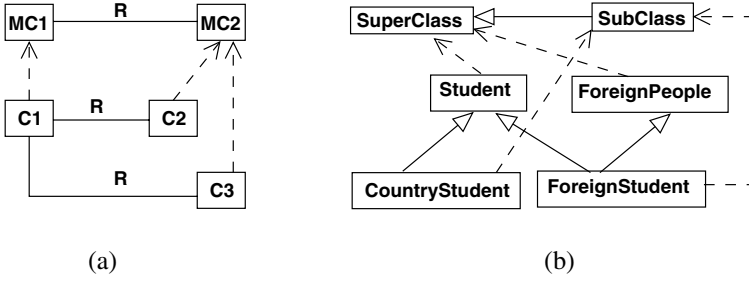 MC1
R
MC2
C1
R
C2
R
C3
(a)
SuperClass
SubClass
Student
ForeignPeople
CountryStudent
ForeignStudent
(b)